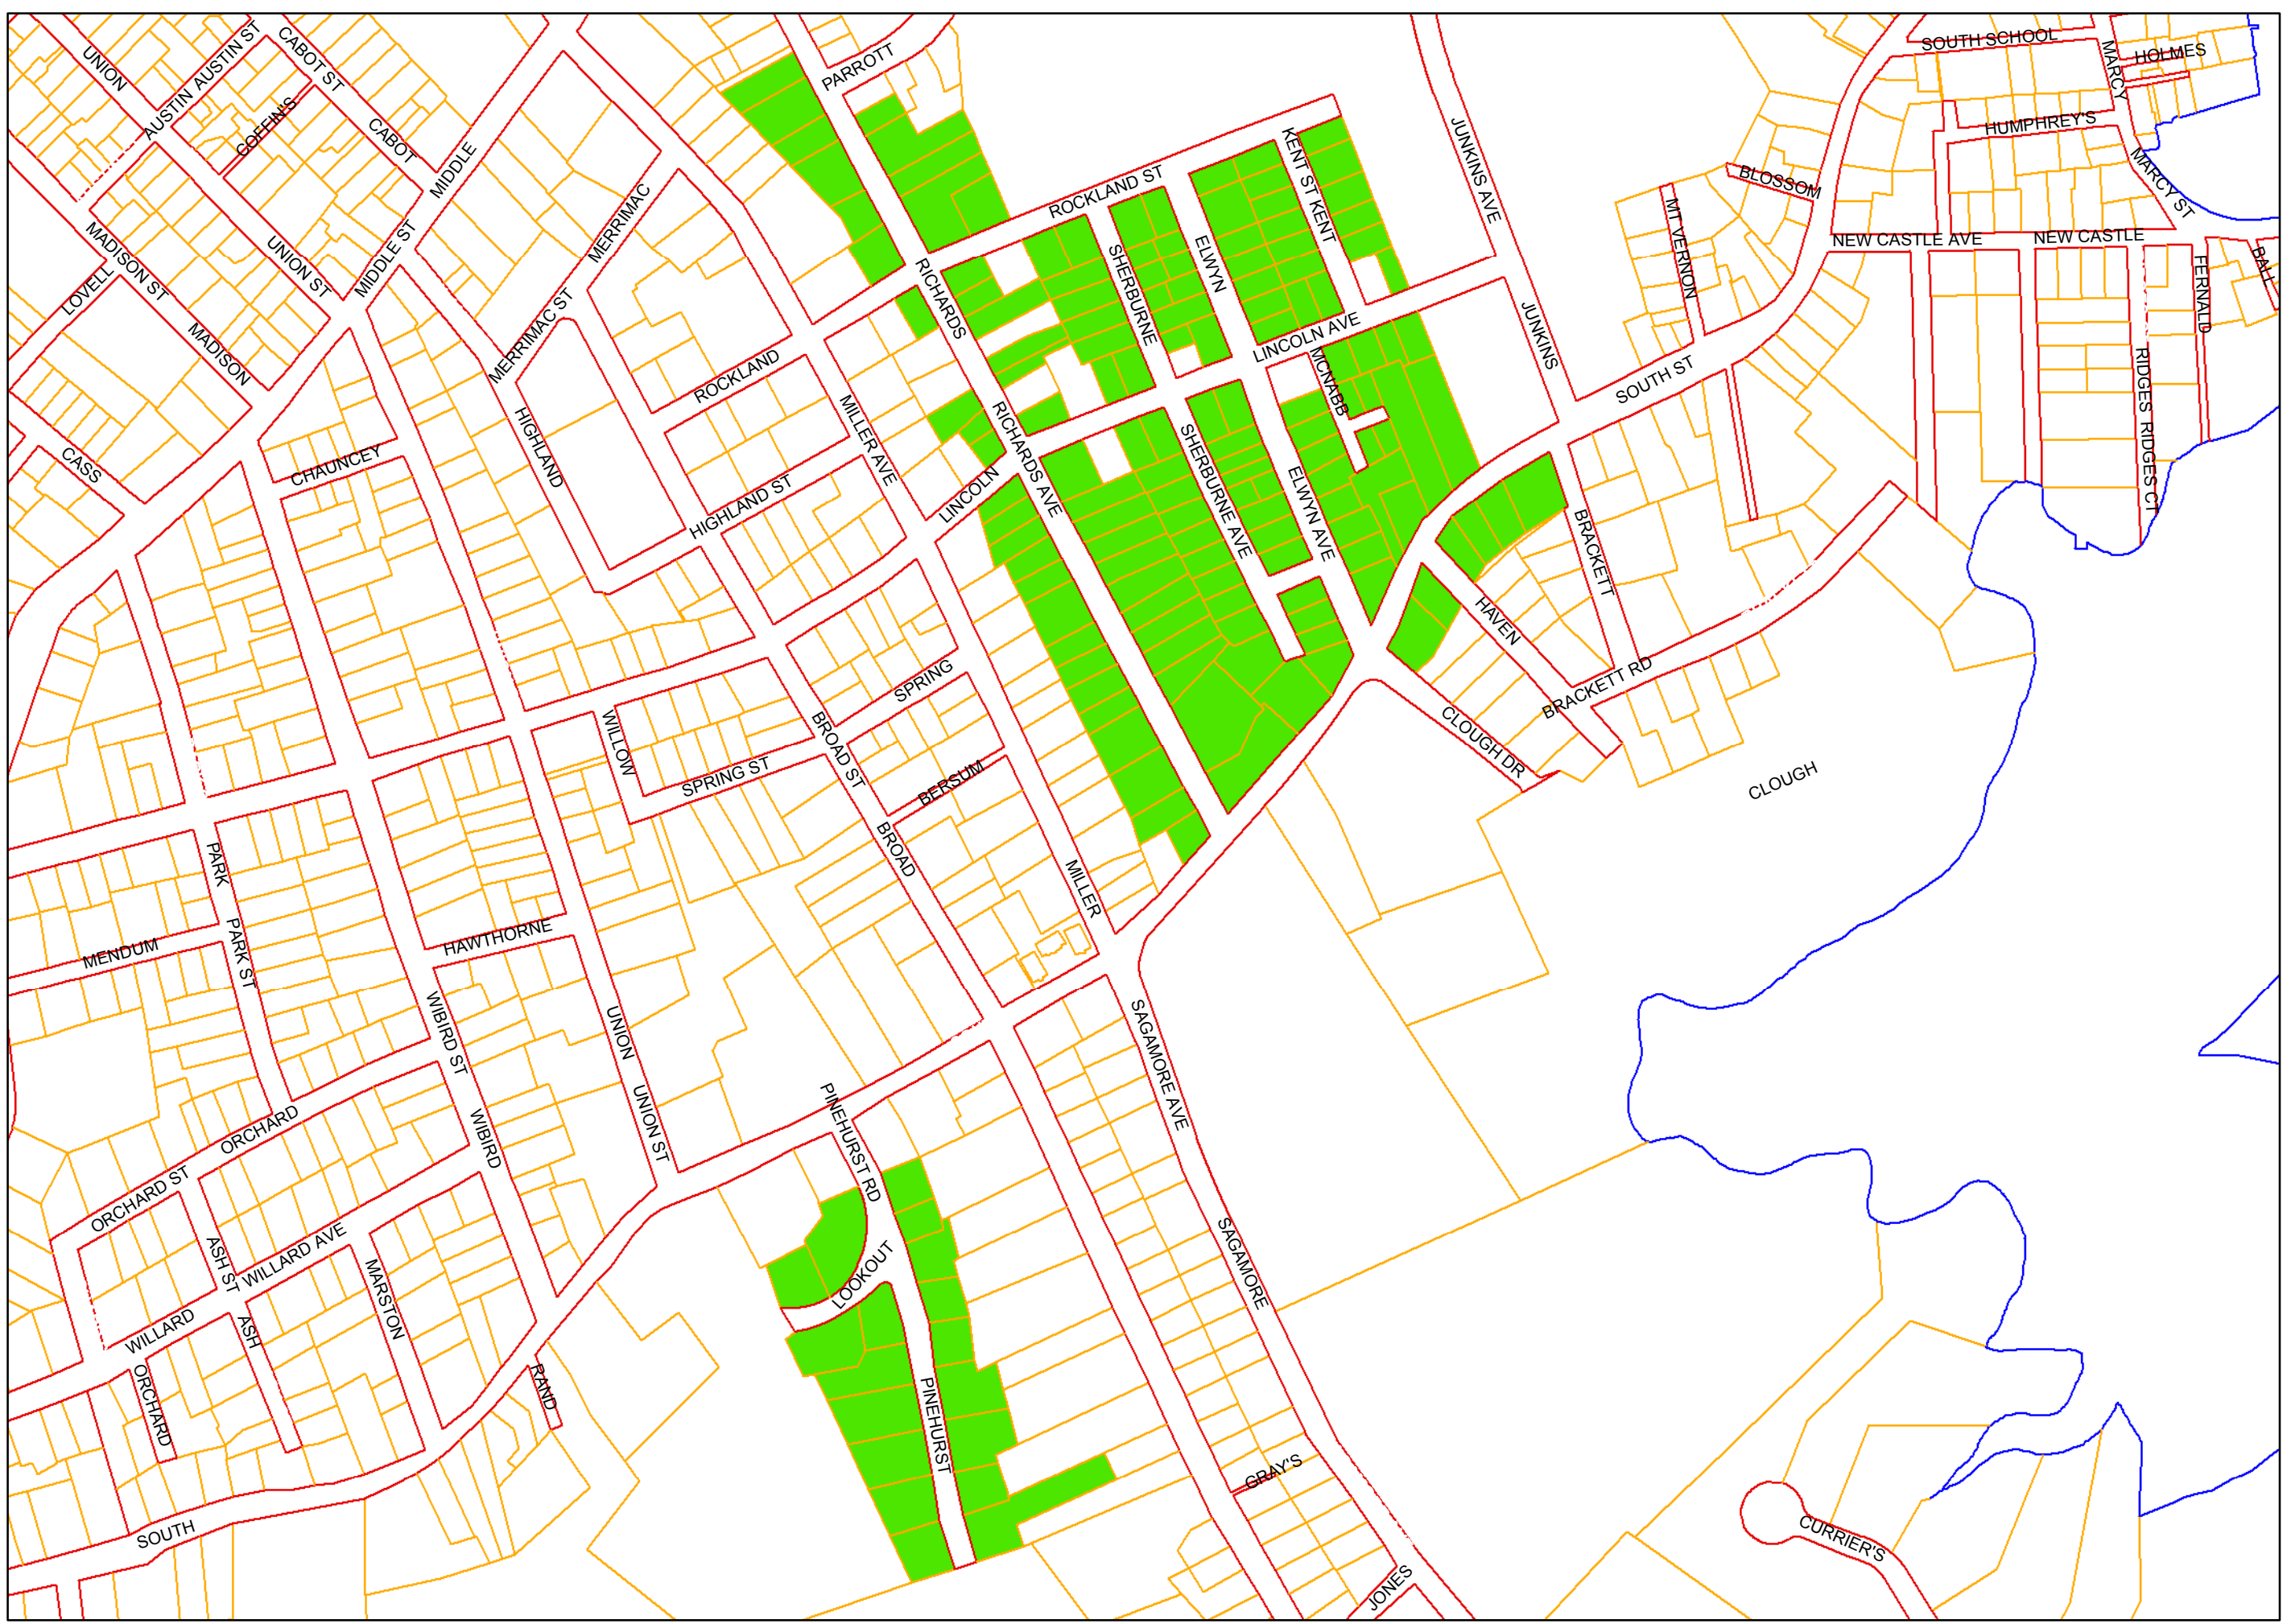 UNION
AUSTIN ST
AUSTIN
CABOT ST
COFFIN'S
CABOT
MIDDLE
PARROTT
SOUTH SCHOOL
MARCY
HOLMES
HUMPHREY'S
MARCY ST
BLOSSOM
JUNKINS AVE
KENT ST
KENT
ROCKLAND ST
MERRIMAC
MADISON ST
LOVELL
UNION ST
MIDDLE ST
MERRIMAC ST
MADISON
RICHARDS
SHERBURNE
ELWYN
MT VERNON
NEW CASTLE AVE
NEW CASTLE
FERNALD
BALL
LINCOLN AVE
JUNKINS
MCNABB
SOUTH ST
RIDGES
RIDGES CT
ROCKLAND
MILLER AVE
HIGHLAND
CHAUNCEY
CASS
RICHARDS AVE
HIGHLAND ST
LINCOLN
SHERBURNE AVE
ELWYN AVE
BRACKETT
HAVEN
BRACKETT RD
CLOUGH DR
CLOUGH
SPRING
WILLOW
BROAD ST
SPRING ST
BERSUM
BROAD
MILLER
PARK
PARK ST
MENDUM
HAWTHORNE
WIBIRD ST
UNION
SAGAMORE AVE
UNION ST
ORCHARD
WIBIRD
PINEHURST RD
ORCHARD ST
ASH ST
WILLARD AVE
MARSTON
LOOKOUT
SAGAMORE
WILLARD
ASH
ORCHARD
RAND
PINEHURST
GRAY'S
SOUTH
CURRIER'S
JONES